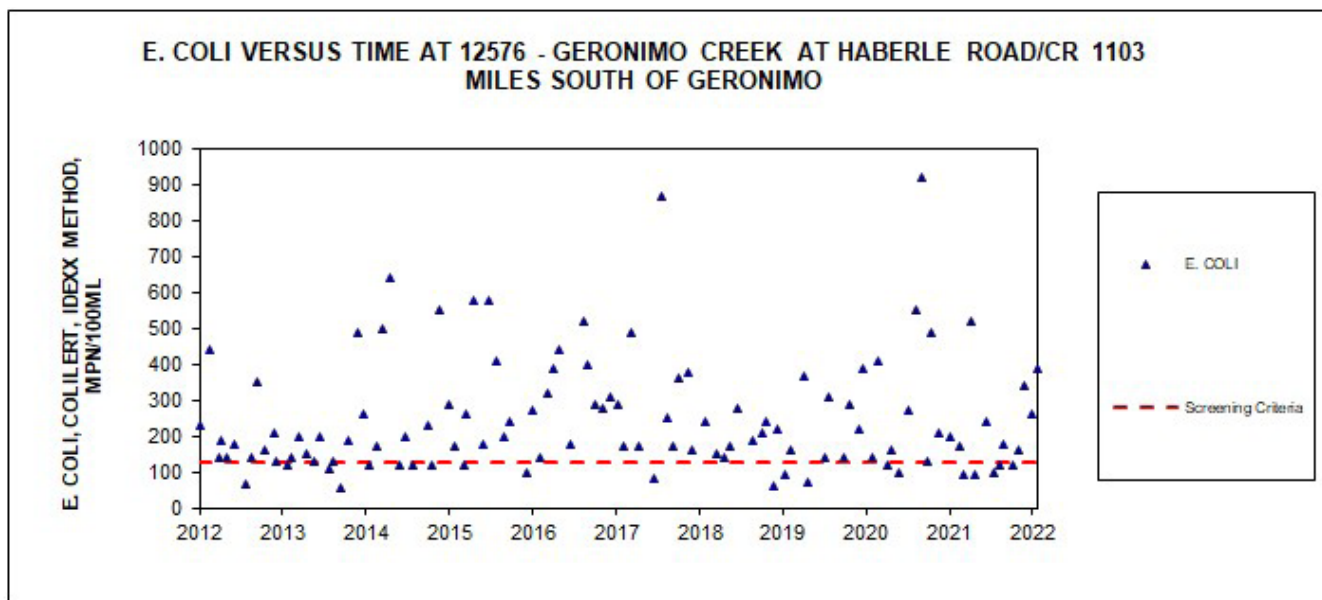 E. COLI VERSUS TIME AT 12576 - GERONIMO CREEK AT HABERLE ROAD/CR 1103
MILES SOUTH OF GERONIMO
E. COLI, COLILERT, IDEXX METHOD,
MPN/100ML
1000
900
800
700
600
500
400
300
200
100
0
2012 2013 2014 2015 2016 2017 2018 2019 2020 2021 2022
E. COLI
Screening Criteria